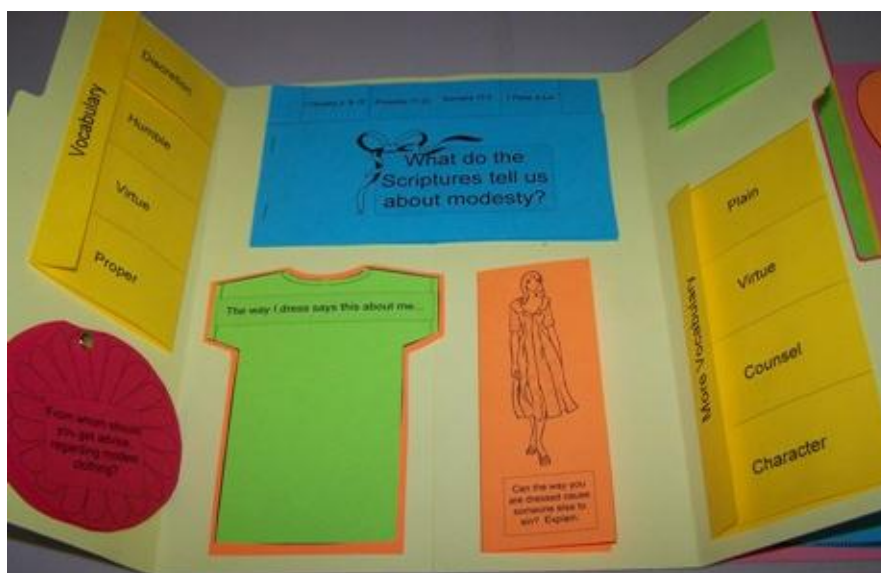 Vocabulary
Discretion
Humble
Virtue
Proper
What do the
Scriptures tell us
about modesty?
The way I dress says this about me...
From whom should
you get advice
regarding modest
clothing?
Can the way you
are dressed cause
someone else to
sin? Explain.
More Vocabulary
Plain
Virtue
Counsel
Character